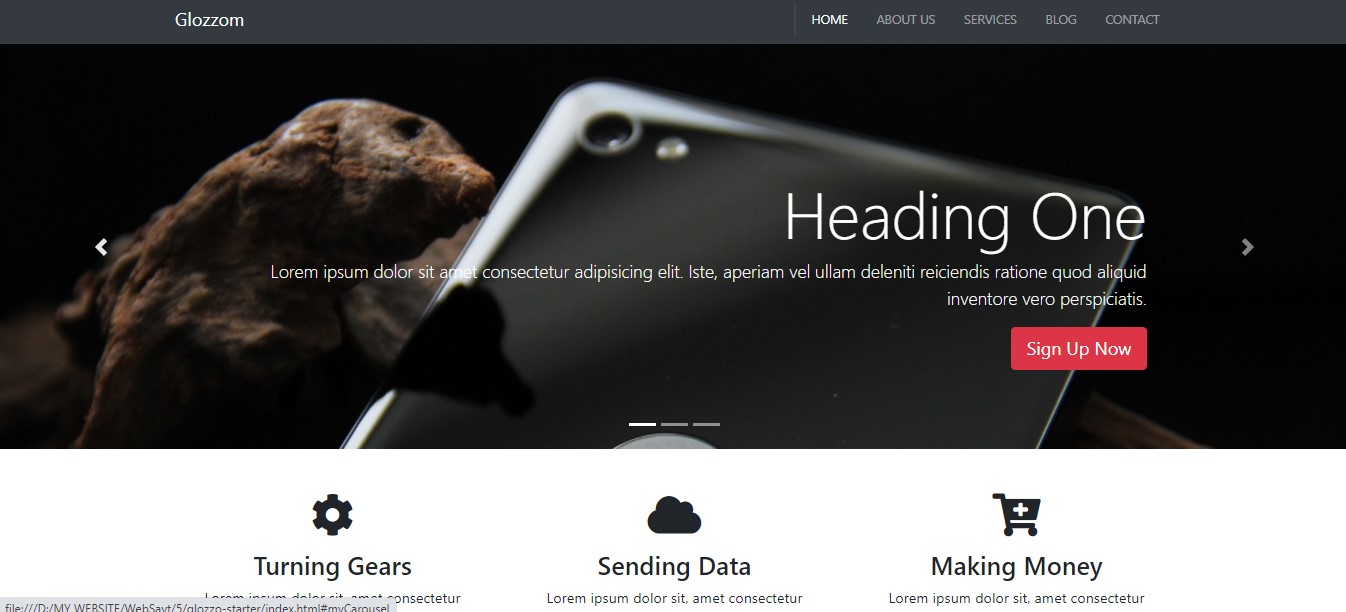 Glozzom
HOME ABOUT US SERVICES BLOG CONTACT
Heading One
Lorem ipsum dolor sit amet consectetur adipisicing elit. Iste, aperiam vel ullam deleniti reiciendis ratione quod aliquid
inventore vero perspiciatis.
Sign Up Now
Turning Gears
Sending Data
Making Money
sit, amet consectetur
Lorem ipsum dolor sit, amet consectetur
Lorem ipsum dolor sit, amet consectetur
file:///D:/MY WEBSITE/WebSayt/5/glozzo-starter/index.html#myCarousel